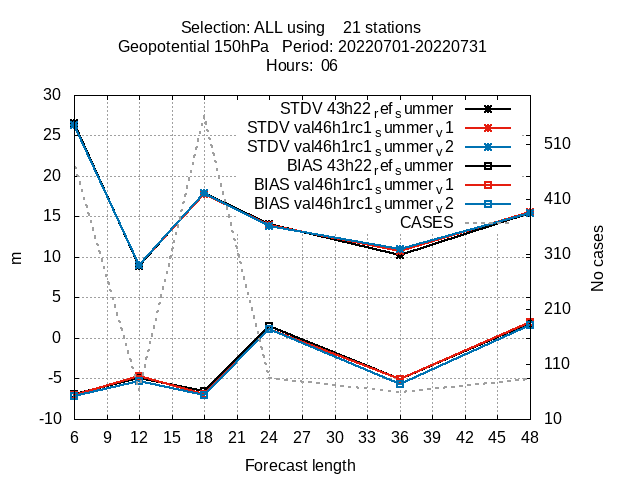 Selection: ALL using    21 stations
Geopotential 150hPa   Period: 20220701-20220731
Hours:  06
STDV 43h22_ref_summer
STDV val46h1rc1_summer_v1
STDV val46h1rc1_summer_v2
BIAS 43h22_ref_summer
BIAS val46h1rc1_summer_v1
BIAS val46h1rc1_summer_v2
CASES
30
25
20
15
10
5
0
-5
-10
m
510
410
310
210
110
10
No cases
6 9 12 15 18 21 24 27 30 33 36 39 42 45 48
Forecast length